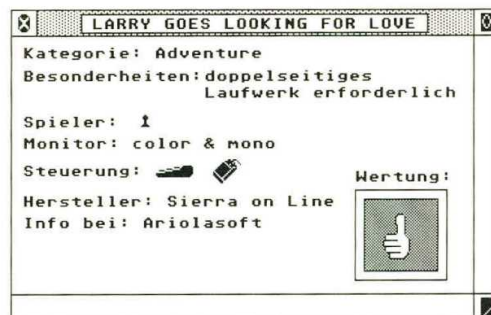 LARRY GOES LOOKING FOR LOVE
Kategorie: Adventure
Besonderheiten: doppelseitiges
Laufwerk erforderlich
Spieler:
Monitor: color & mono
Steuerung:
Wertung:
Hersteller: Sierra on Line
Info bei: Ariolasoft